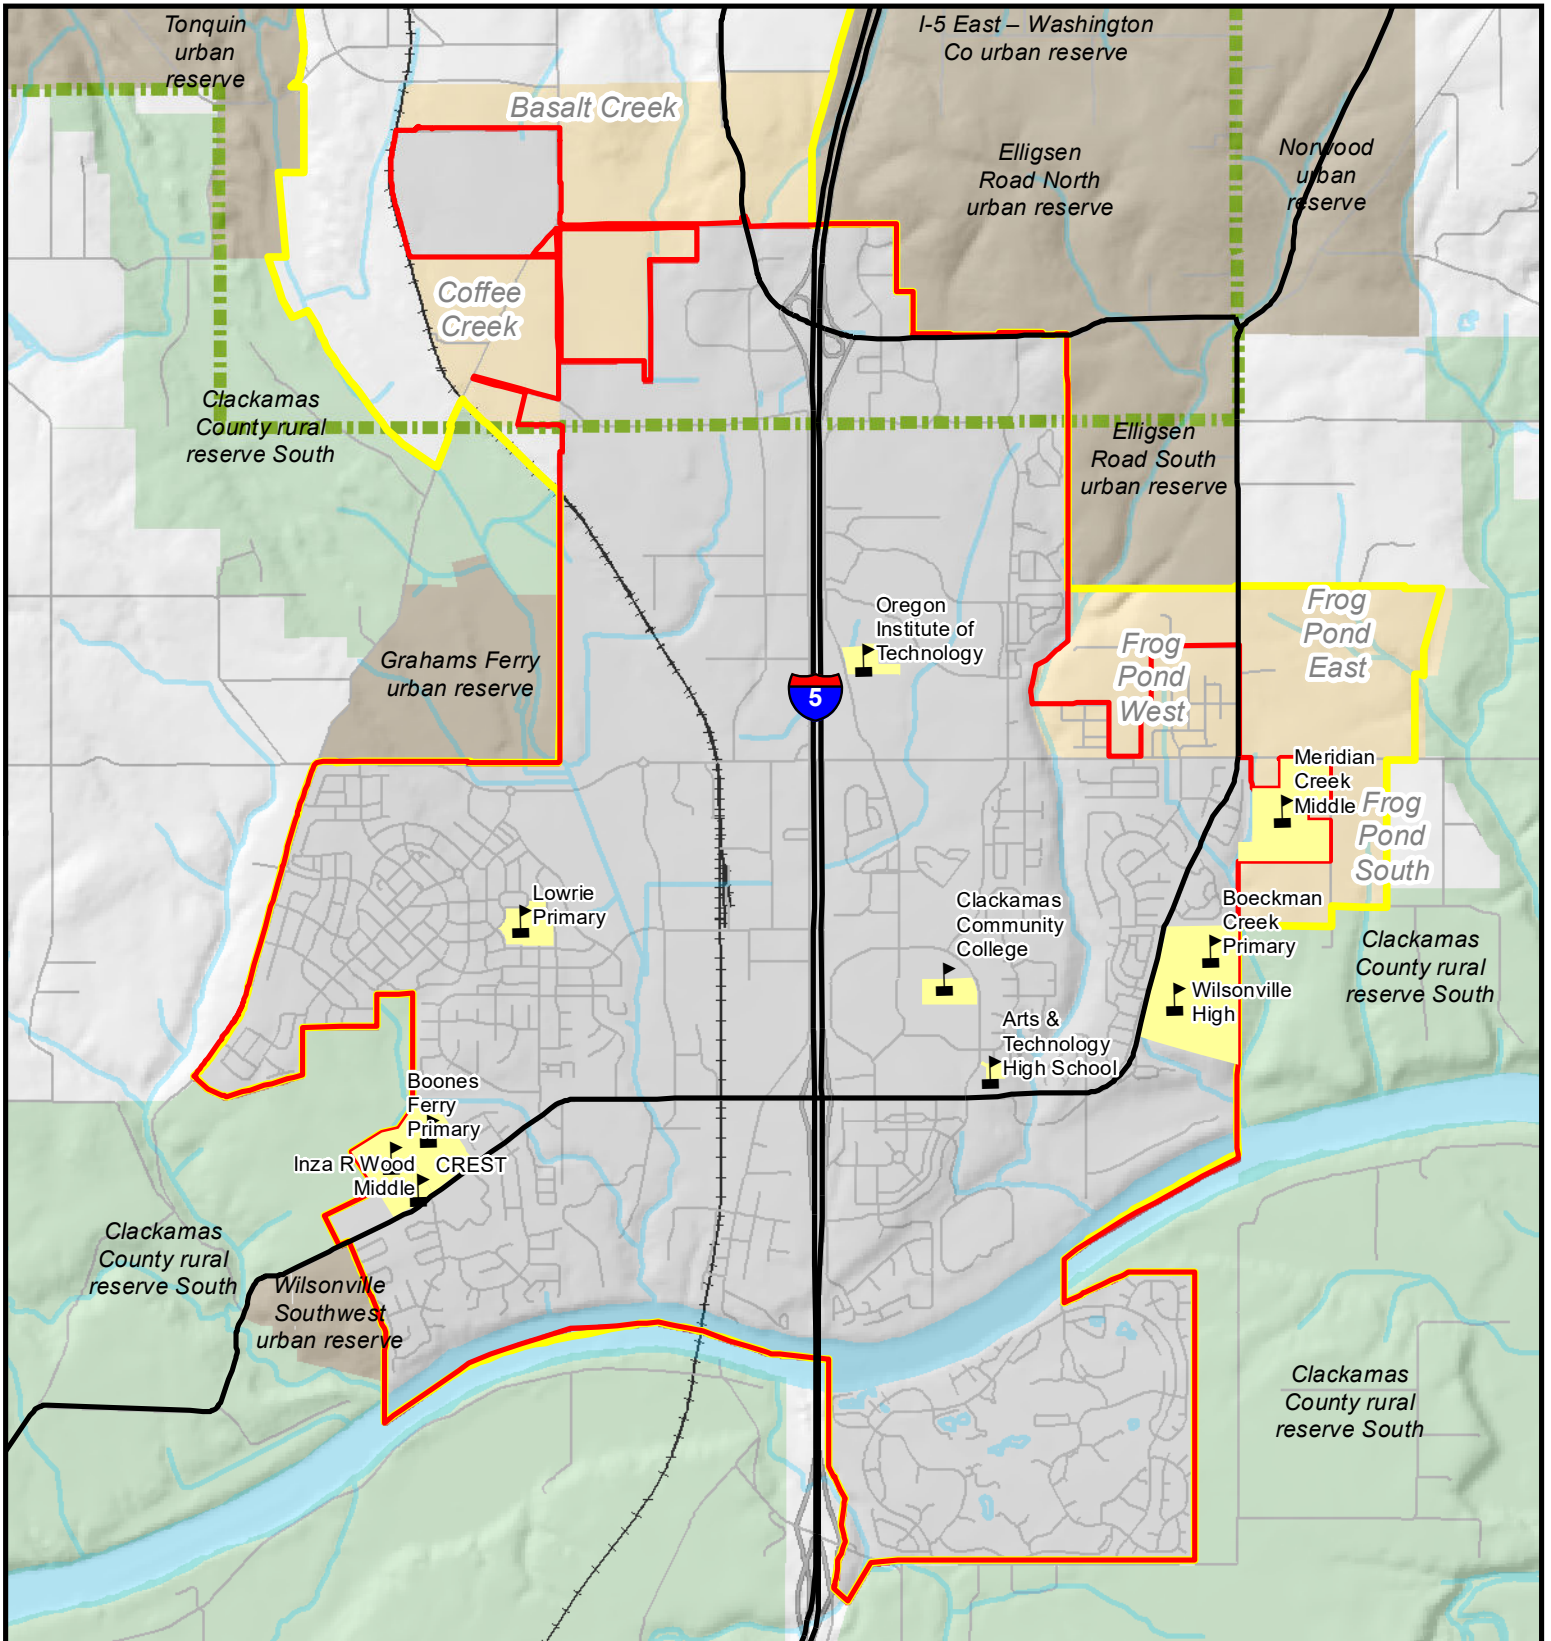 Tonquin
urban
reserve
I-5 East – Washington
Co urban reserve
Basalt Creek
Elligsen
Road North
urban reserve
Norwood
urban
reserve
Coffee
Creek
Clackamas
County rural
reserve South
Elligsen
Road South
urban reserve
Oregon
Institute of
Technology
Frog
Pond
West
Frog
Pond
East
Grahams Ferry
urban reserve
5
Meridian
Creek
Middle
Frog
Pond
South
Lowrie
Primary
Clackamas
Community
College
Boeckman
Creek
Primary
Wilsonville
High
Clackamas
County rural
reserve South
Arts &
Technology
High School
Boones
Ferry
Primary
Inza R Wood
Middle
CREST
Clackamas
County rural
reserve South
Wilsonville
Southwest
urban reserve
Clackamas
County rural
reserve South